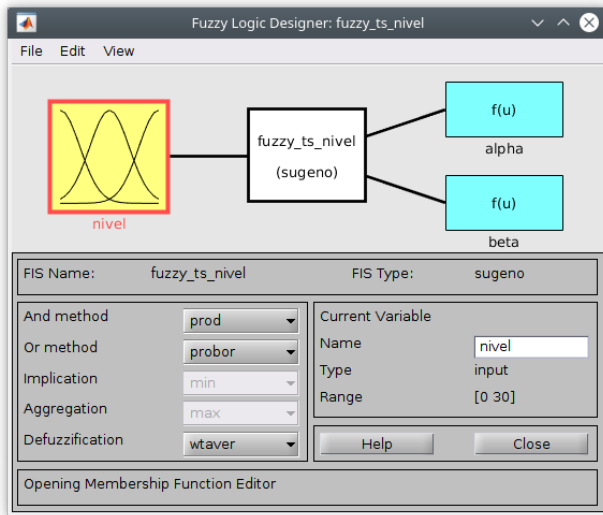 Fuzzy Logic Designer: fuzzy_ts_nivel
File Edit View
f(u)
fuzzy_ts_nivel
(sugeno)
alpha
f(u)
nivel
beta
FIS Name: fuzzy_ts_nivel FIS Type: sugeno
And method prod
Or method probor
Implication min
Aggregation max
Defuzzification wtaver
Current Variable
Name nivel
Type input
Range [0 30]
Help Close
Opening Membership Function Editor